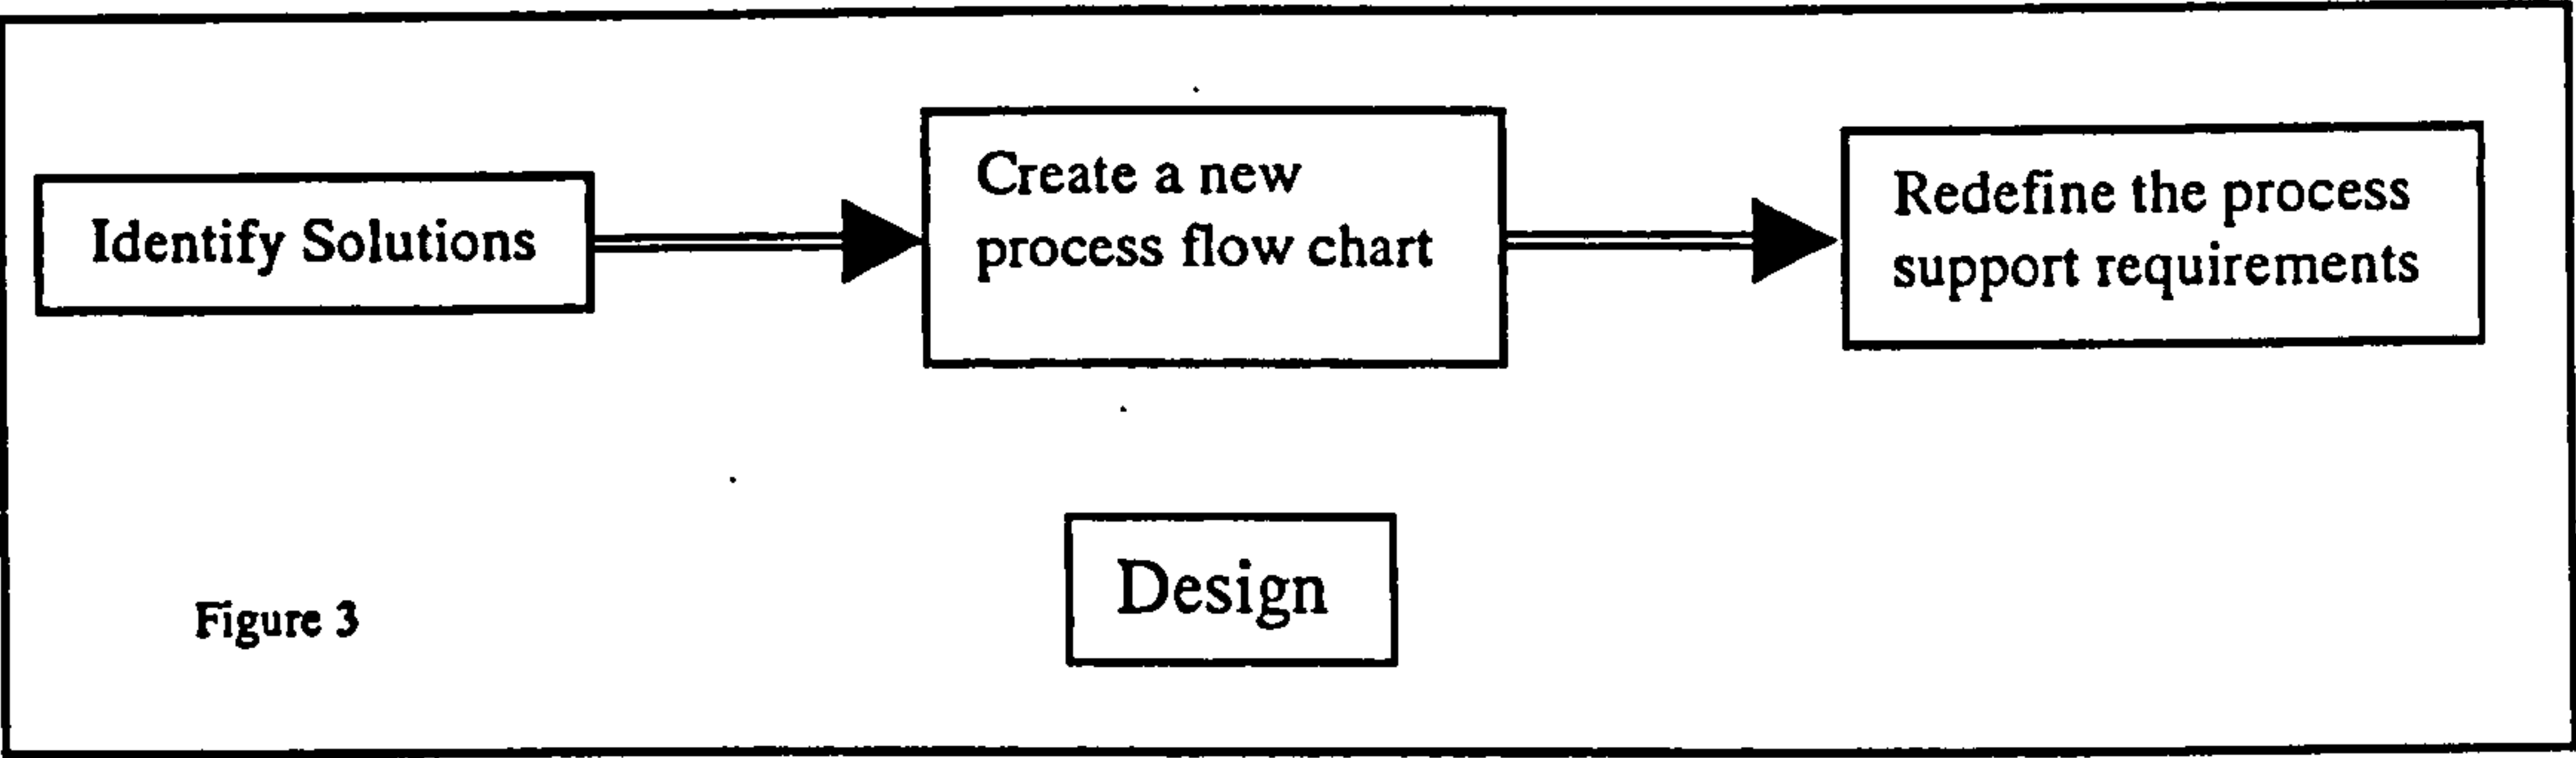 Identify Solutions
Create a new
process flow chart
Redefine the process
support requirements
Design
Figure 3